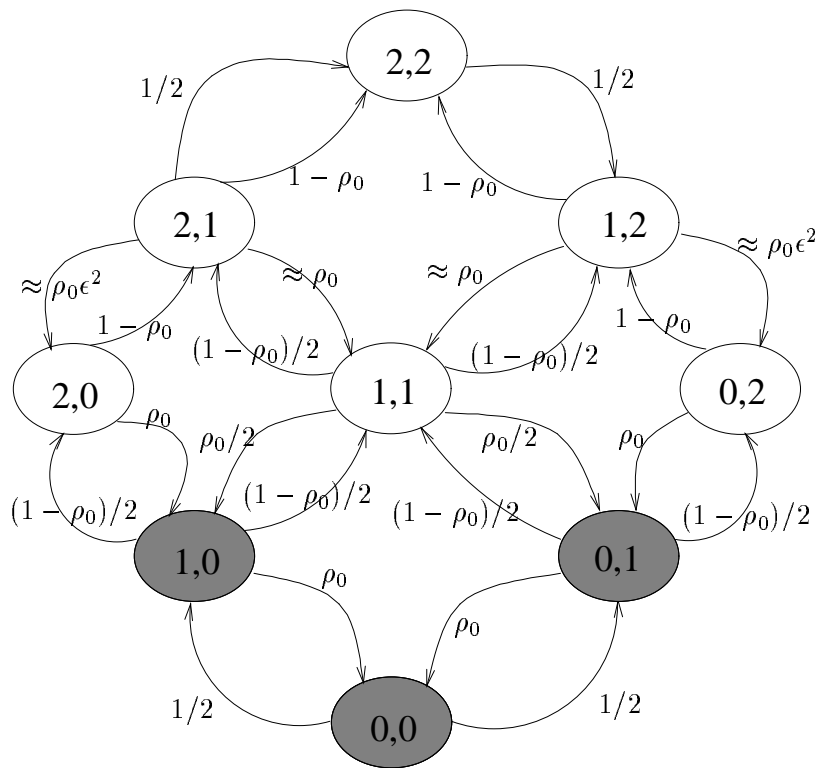 2,2
1/2
1/2
1 − ρ₀
1 − ρ₀
2,1
1,2
≈ ρ₀ϵ²
≈ ρ₀
≈ ρ₀
≈ ρ₀ϵ²
1 − ρ₀
(1 − ρ₀)/2
(1 − ρ₀)/2
1 − ρ₀
2,0
1,1
0,2
ρ₀
ρ₀/2
ρ₀/2
ρ₀
(1 − ρ₀)/2
(1 − ρ₀)/2
(1 − ρ₀)/2
(1 − ρ₀)/2
1,0
0,1
ρ₀
ρ₀
1/2
1/2
0,0